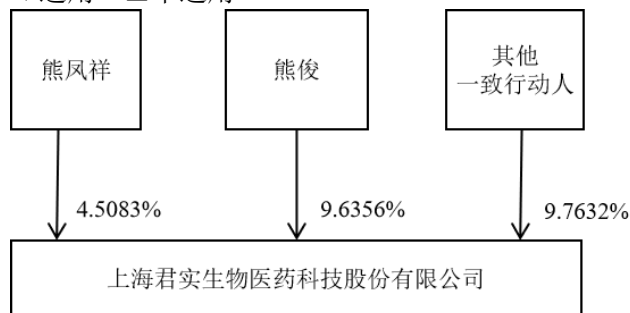 熊凤祥
熊俊
其他
一致行动人
4.5083%
9.6356%
9.7632%
上海君实生物医药科技股份有限公司